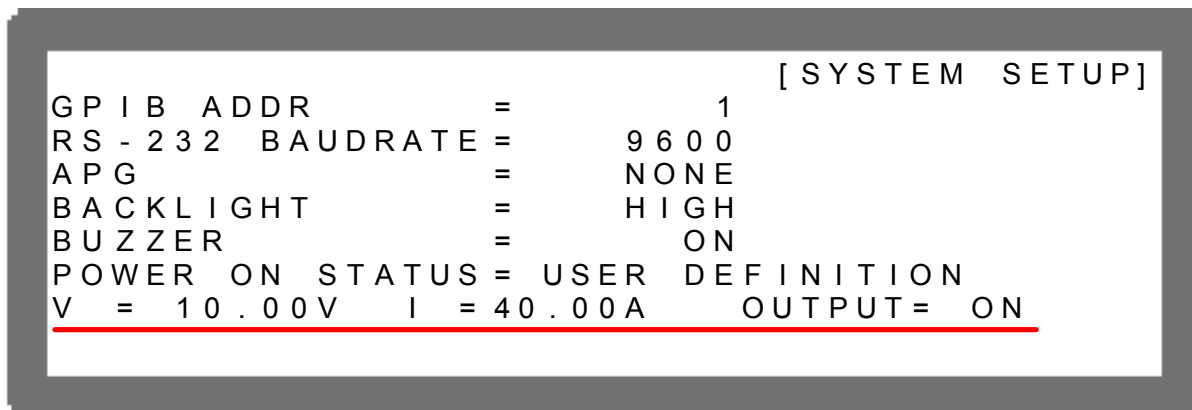 [SYSTEM SETUP]
GPIB ADDR = 1
RS-232 BAUDRATE= 9600
APG = NONE
BACKLIGHT = HIGH
BUZZER = ON
POWER ON STATUS= USER DEFINITION
V = 10.00V I =40.00A OUTPUT= ON